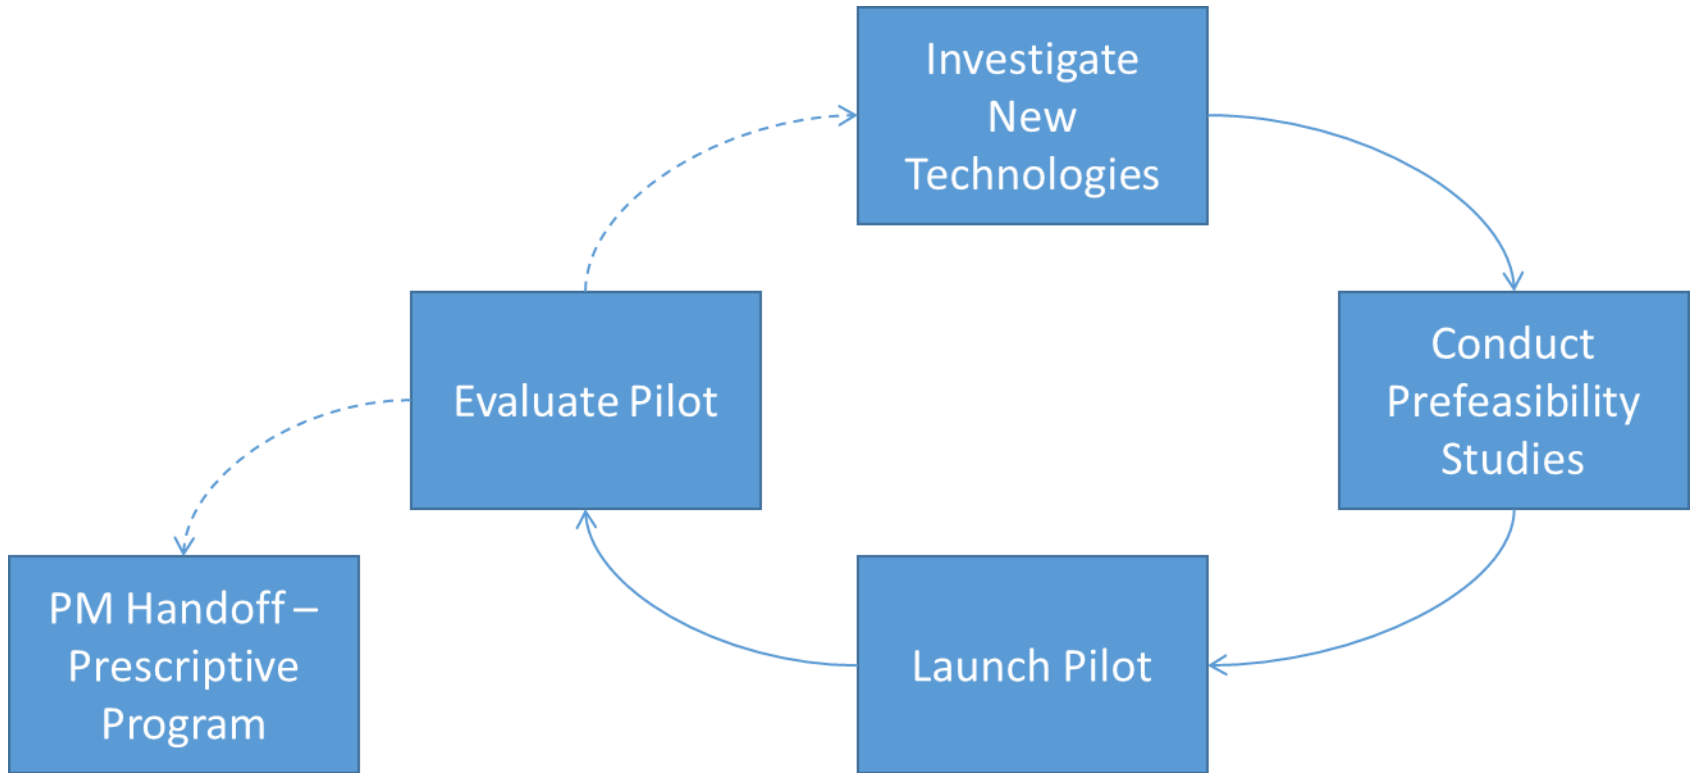 Investigate
New
Technologies
Conduct
Prefeasibility
Studies
Evaluate Pilot
Launch Pilot
PM Handoff –
Prescriptive
Program